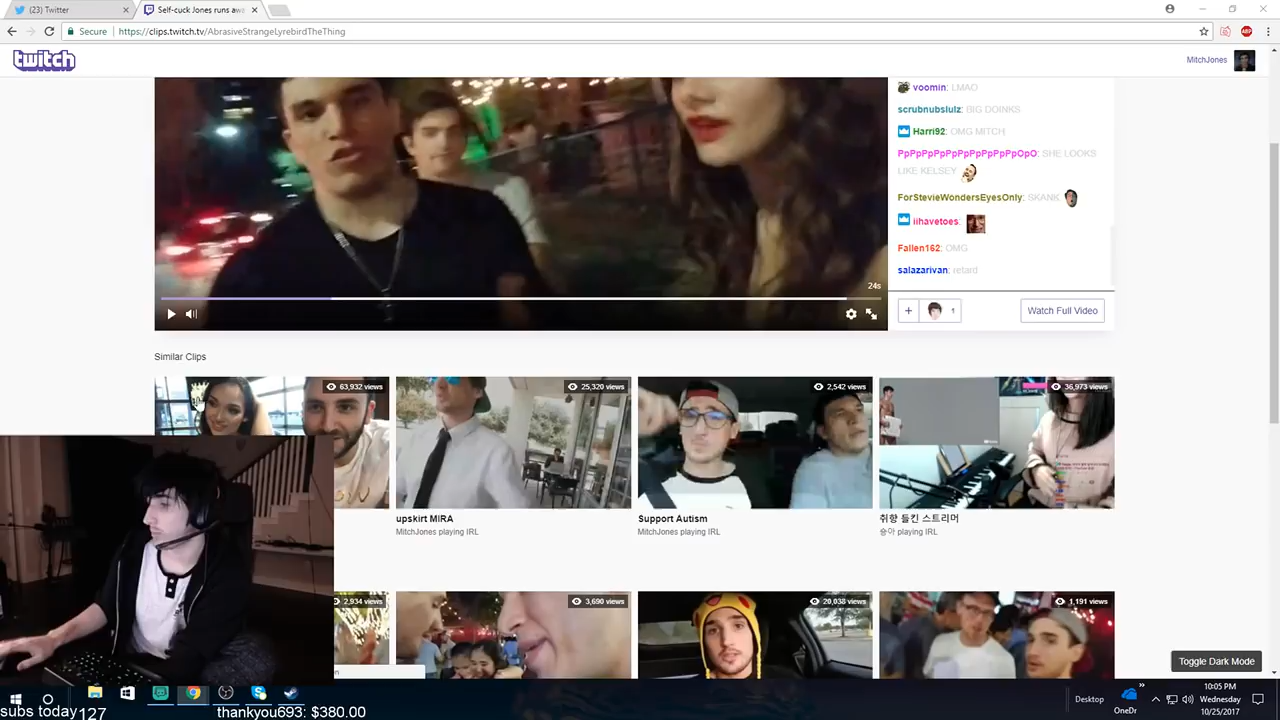 (23) Twitter
Self-cuck Jones runs awa
Secure
https://clips.twitch.tv/AbrasiveStrangeLyrebirdTheThing
ABP
twitch
MitchJones
voomin: LMAO
scrubnubslulz: BIG DOINKS
Harri92: OMG MITCH
PpPpPpPpPpPpPpPpPpPpOpO: SHE LOOKS
LIKE KELSEY
ForStevieWondersEyesOnly: SKANK
iihavetoes:
Fallen162: OMG
salazarivan: retard
24s
+
1
Watch Full Video
Similar Clips
63,932 views
25,320 views
2,542 views
36,973 views
upskirt MIRA
MitchJones playing IRL
Support Autism
MitchJones playing IRL
취향 들킨 스트리머
숑아 playing IRL
2,934 views
3,690 views
20,038 views
1,191 views
Toggle Dark Mode
subs today 127
thankyou693: $380.00
Desktop
OneDr
10:05 PM
Wednesday
10/25/2017